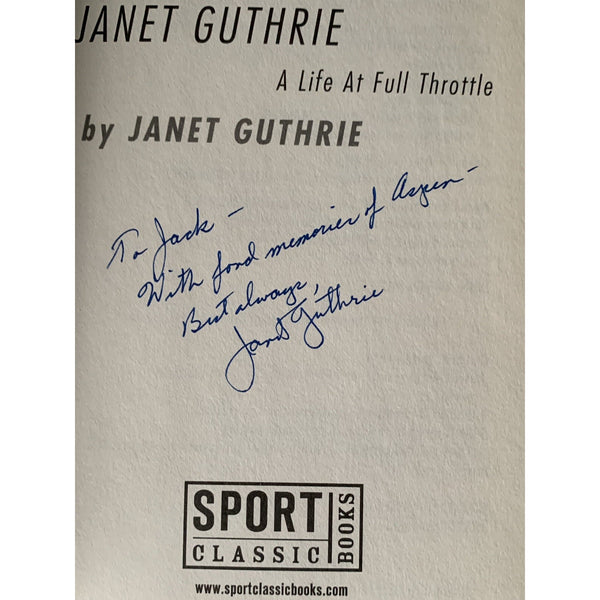 JANET GUTHRIE
A Life At Full Throttle
by JANET GUTHRIE
To Jack –
With fond memories of Aspen –
Best always,
Janet Guthrie
SPORT
CLASSIC
BOOKS
www.sportclassicbooks.com